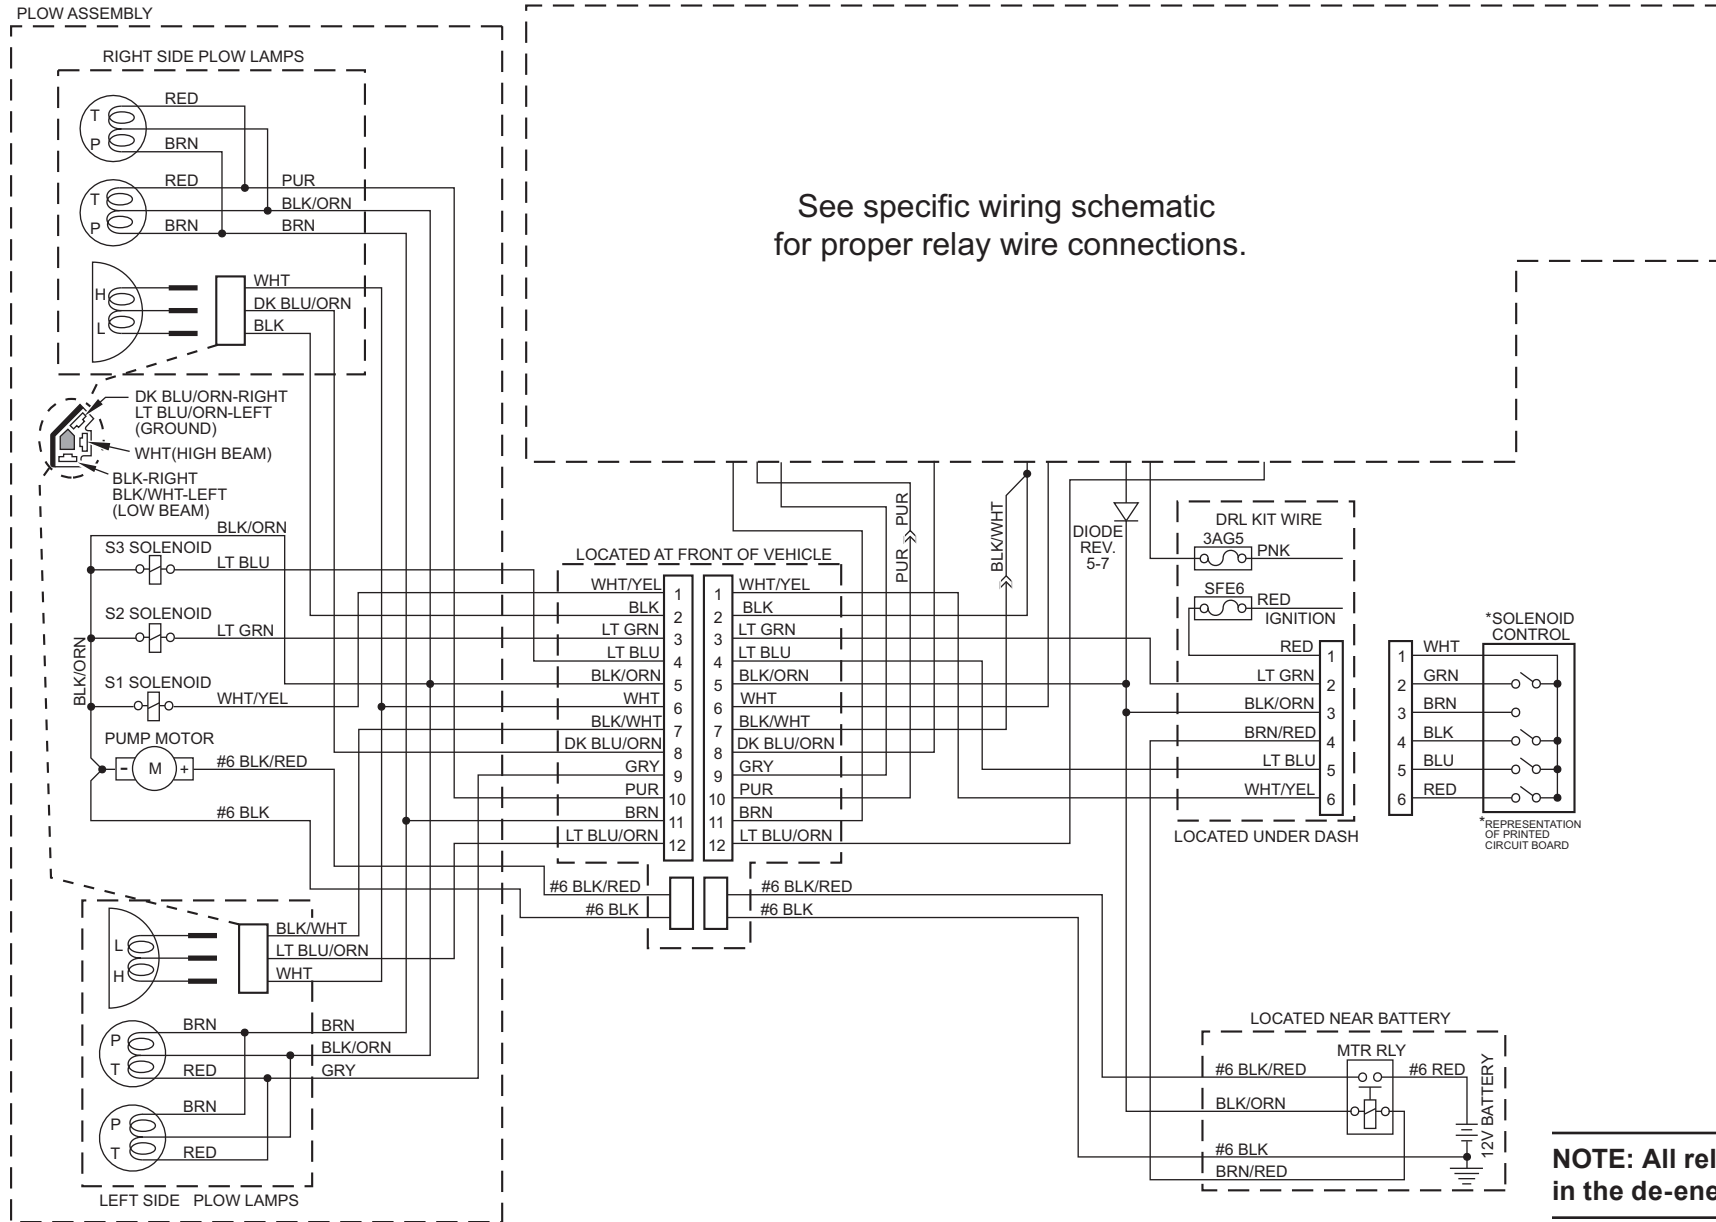 PLOW ASSEMBLY
RIGHT SIDE PLOW LAMPS
T
P
RED
BRN
T
P
RED
BRN
PUR
BLK/ORN
BRN
H
L
WHT
DK BLU/ORN
BLK
DK BLU/ORN-RIGHT
LT BLU/ORN-LEFT
(GROUND)
WHT(HIGH BEAM)
BLK-RIGHT
BLK/WHT-LEFT
(LOW BEAM)
BLK/ORN
S3 SOLENOID
LT BLU
S2 SOLENOID
LT GRN
BLK/ORN
S1 SOLENOID
WHT/YEL
PUMP MOTOR
-
M
+
#6 BLK/RED
#6 BLK
L
H
BLK/WHT
LT BLU/ORN
WHT
P
T
BRN
RED
BRN
BLK/ORN
GRY
P
T
BRN
RED
LEFT SIDE PLOW LAMPS
See specific wiring schematic
for proper relay wire connections.
LOCATED AT FRONT OF VEHICLE
WHT/YEL 1 1 WHT/YEL
BLK 2 2 BLK
LT GRN 3 3 LT GRN
LT BLU 4 4 LT BLU
BLK/ORN 5 5 BLK/ORN
WHT 6 6 WHT
BLK/WHT 7 7 BLK/WHT
DK BLU/ORN 8 8 DK BLU/ORN
GRY 9 9 GRY
PUR 10 10 PUR
BRN 11 11 BRN
LT BLU/ORN 12 12 LT BLU/ORN
#6 BLK/RED #6 BLK/RED
#6 BLK #6 BLK
PUR
PUR
BLK/WHT
DIODE
REV.
5-7
DRL KIT WIRE
3AG5
PNK
SFE6
RED
IGNITION
RED 1
LT GRN 2
BLK/ORN 3
BRN/RED 4
LT BLU 5
WHT/YEL 6
LOCATED UNDER DASH
*SOLENOID
CONTROL
1 WHT
2 GRN
3 BRN
4 BLK
5 BLU
6 RED
*REPRESENTATION
OF PRINTED
CIRCUIT BOARD
LOCATED NEAR BATTERY
MTR RLY
#6 BLK/RED
#6 RED
BLK/ORN
12V BATTERY
#6 BLK
BRN/RED
NOTE: All rel
in the de-ene